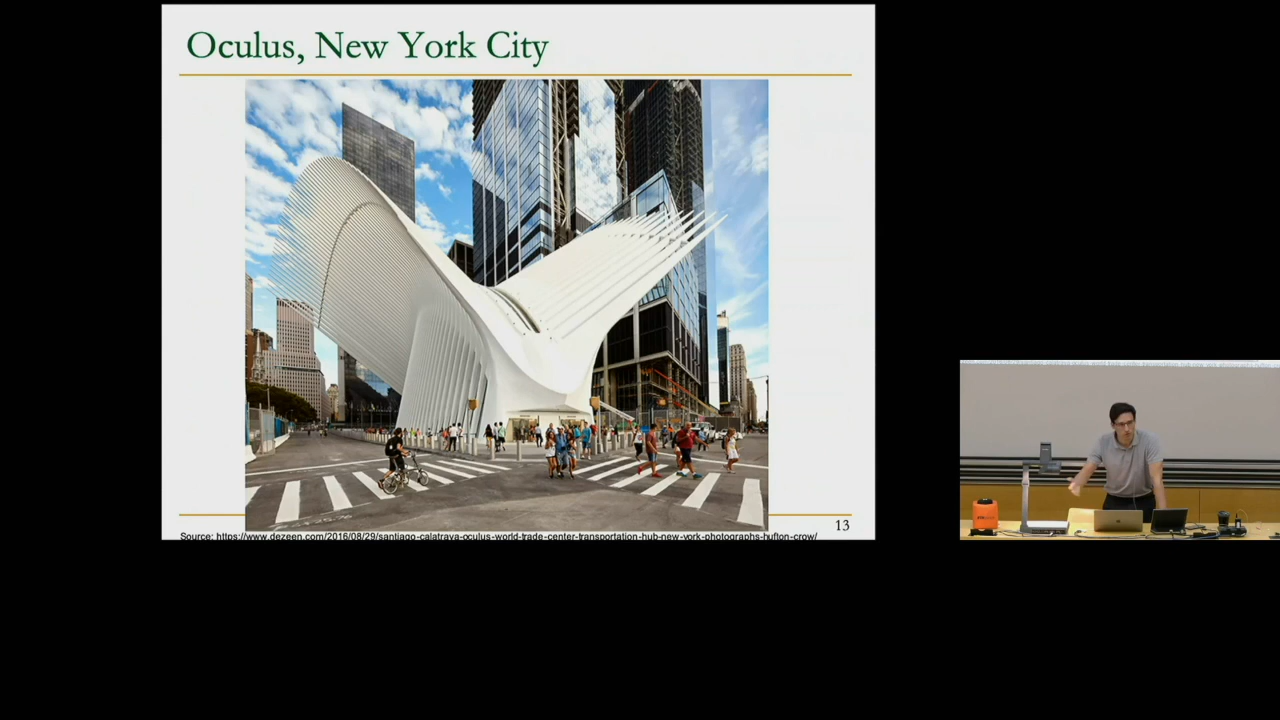 Oculus, New York City
13
Source: https://www.dezeen.com/2016/08/29/santiago-calatrava-oculus-world-trade-center-transportation-hub-new-york-photographs-hufton-crow/